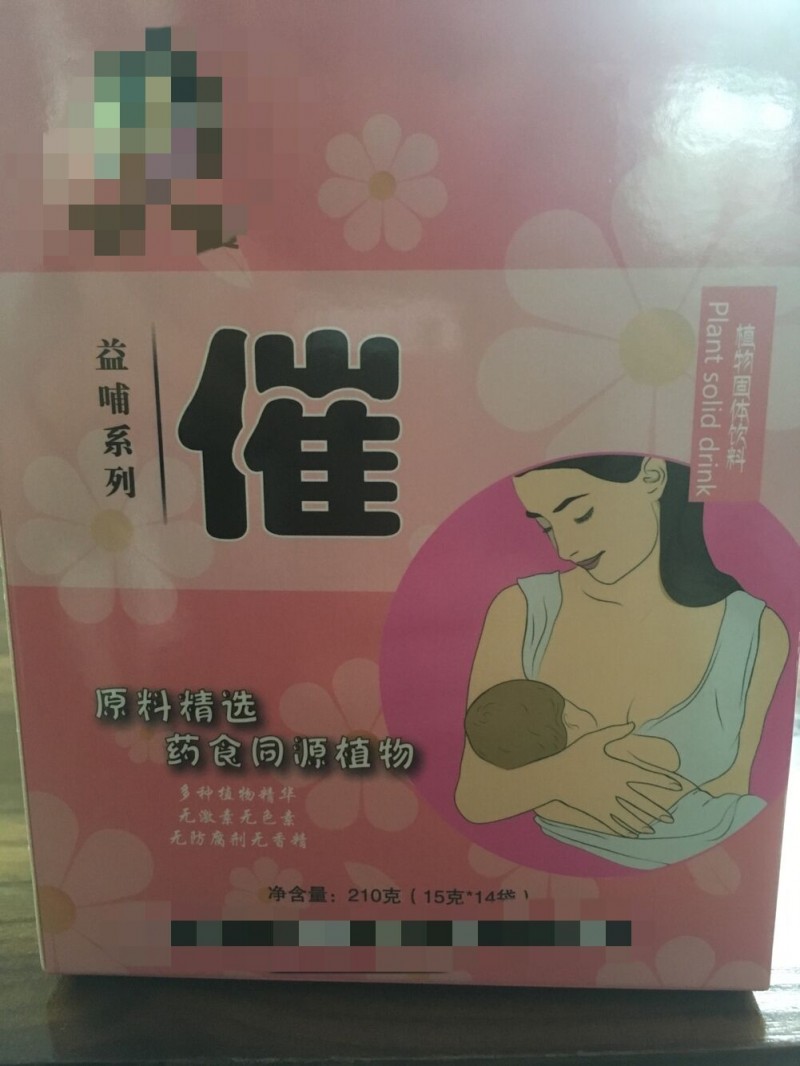 益哺系列
催
植物固体饮料
Plant solid drink
原料精选
药食同源植物
多种植物精华
无激素无色素
无防腐剂无香精
净含量：210克（15克*14袋）